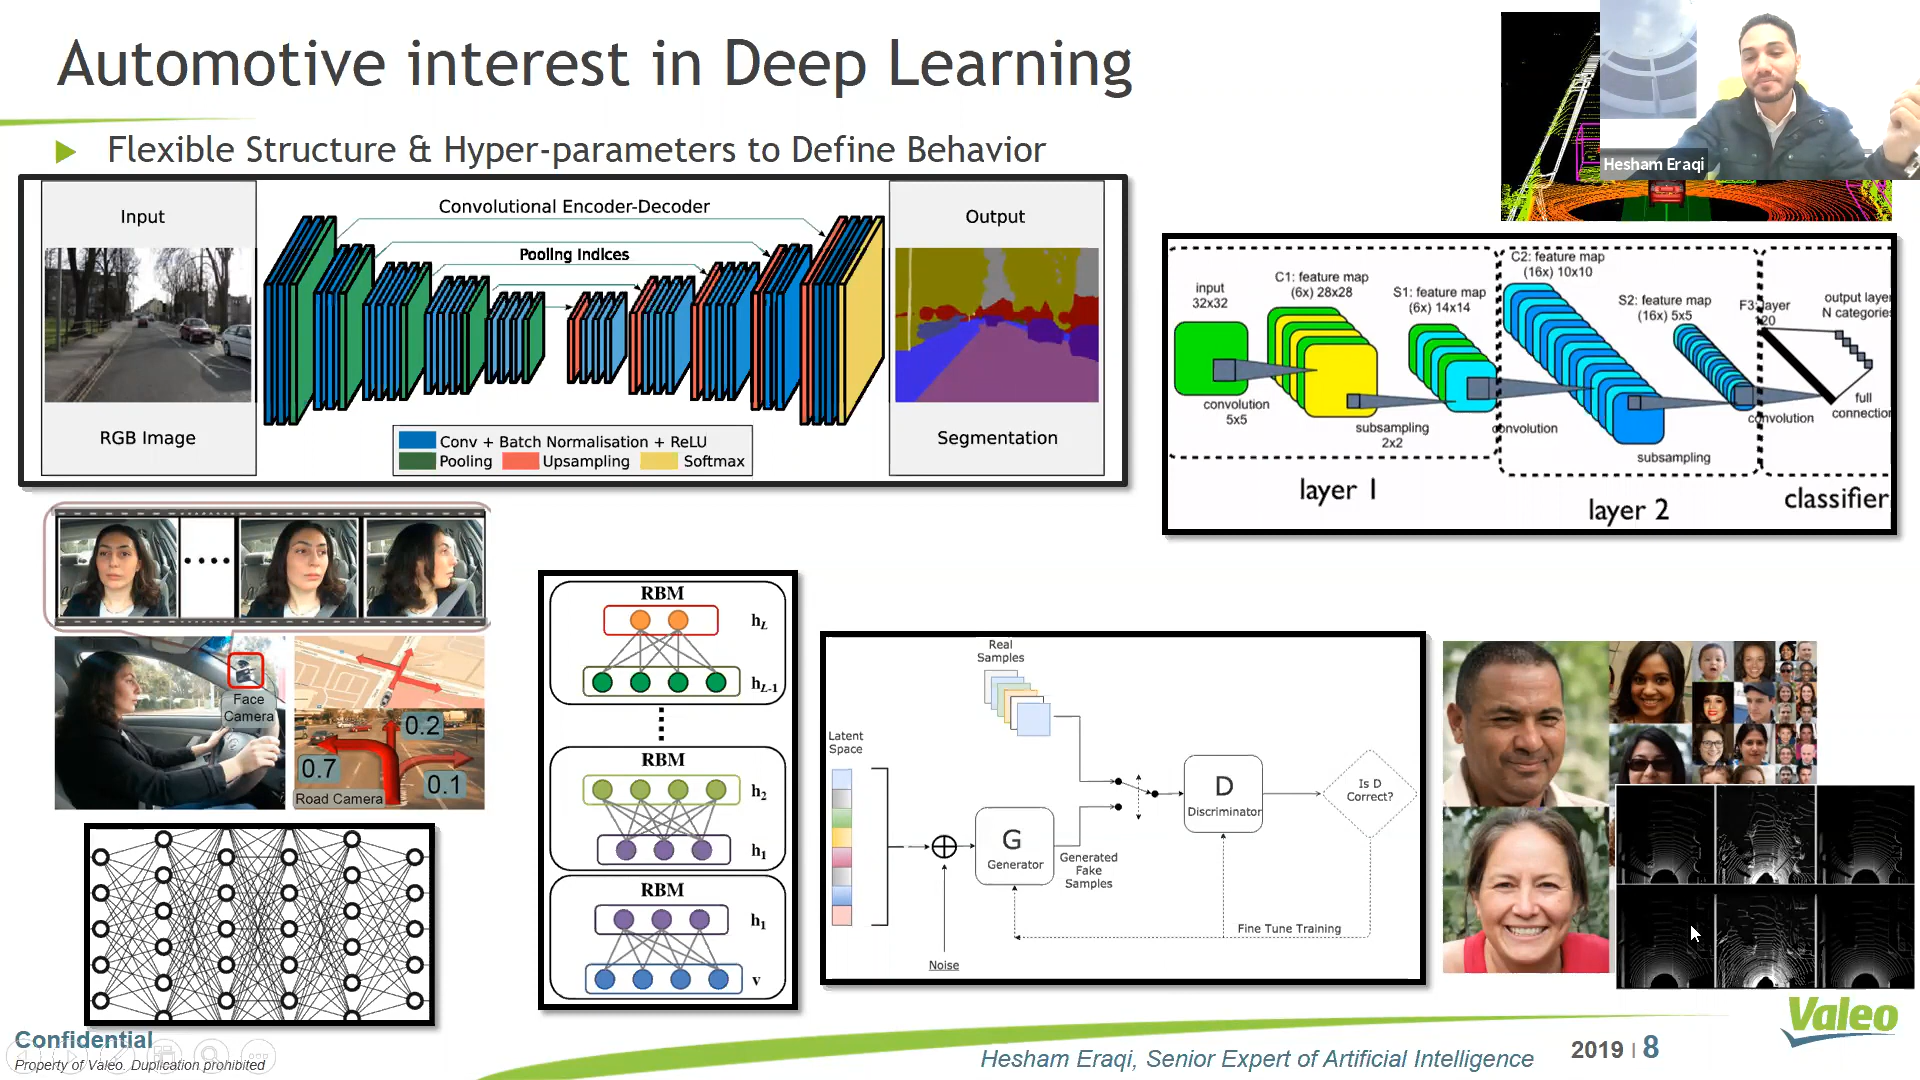 Automotive interest in Deep Learning
Hesham Eraqi
Flexible Structure & Hyper-parameters to Define Behavior
Input
RGB Image
Convolutional Encoder-Decoder
Pooling Indices
Conv + Batch Normalisation + ReLU
Pooling
Upsampling
Softmax
Output
Segmentation
input
32x32
C1: feature map
(6x) 28x28
S1: feature map
(6x) 14x14
C2: feature map
(16x) 10x10
S2: feature map
(16x) 5x5
F3: layer
120
output layer
N categorie
convolution
5x5
subsampling
2x2
convolution
subsampling
convolution
full
connection
layer 1
layer 2
classifier
Face
Camera
0.7
0.2
0.1
Road Camera
RBM
hL
hL-1
RBM
h2
h1
RBM
h1
v
Real
Samples
Latent
Space
G
Generator
Generated
Fake
Samples
D
Discriminator
Is D
Correct?
Fine Tune Training
Noise
Confidential
Property of Valeo. Duplication prohibited
Hesham Eraqi, Senior Expert of Artificial Intelligence
2019 | 8
Valeo